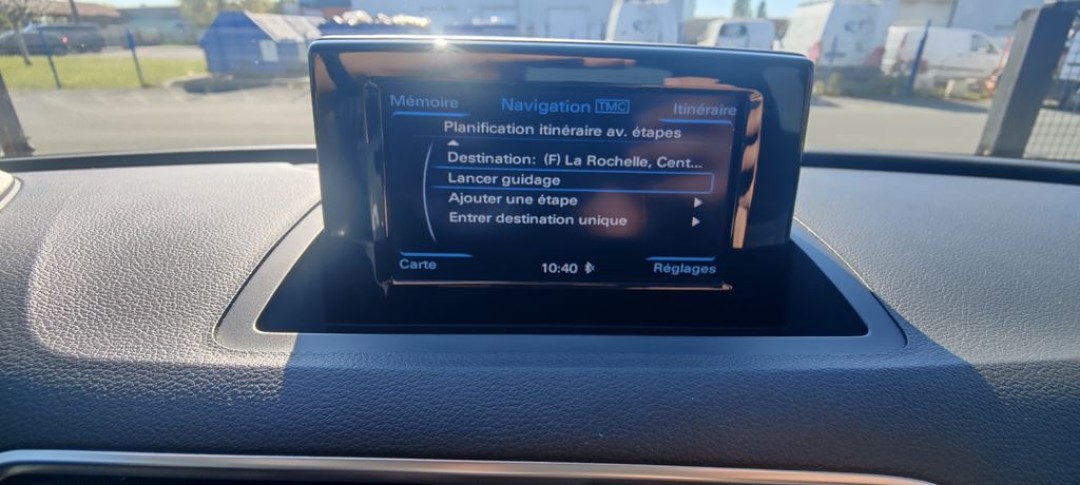 Mémoire Navigation TMC Itinéraire
Planification itinéraire av. étapes
Destination: (F) La Rochelle, Cent...
Lancer guidage
Ajouter une étape
Entrer destination unique
Carte 10:40 Réglages